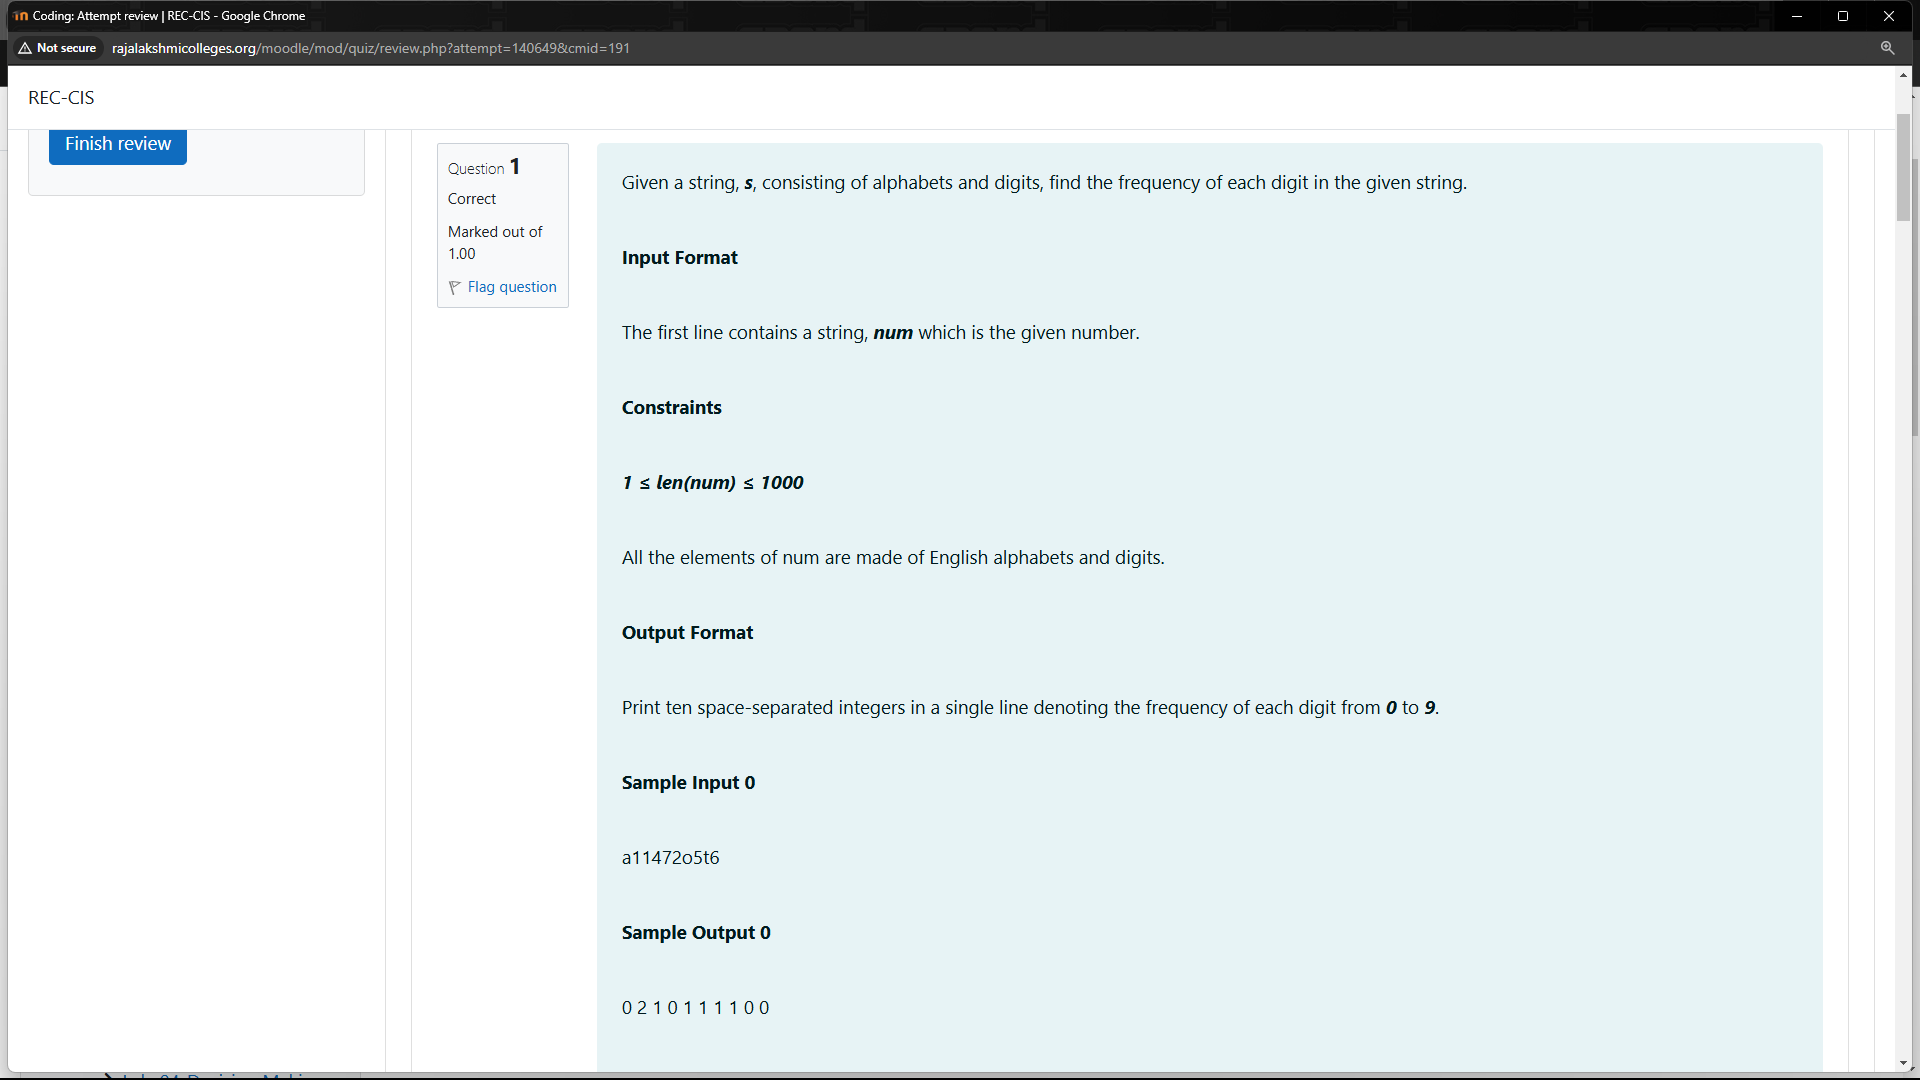 Coding: Attempt review | REC-CIS - Google Chrome
Not secure rajalakshmicolleges.org/moodle/mod/quiz/review.php?attempt=140649&cmid=191
REC-CIS
Finish review
Question 1
Correct
Marked out of
1.00
Flag question
Given a string, s, consisting of alphabets and digits, find the frequency of each digit in the given string.
Input Format
The first line contains a string, num which is the given number.
Constraints
1 ≤ len(num) ≤ 1000
All the elements of num are made of English alphabets and digits.
Output Format
Print ten space-separated integers in a single line denoting the frequency of each digit from 0 to 9.
Sample Input 0
a11472o5t6
Sample Output 0
0 2 1 0 1 1 1 1 0 0